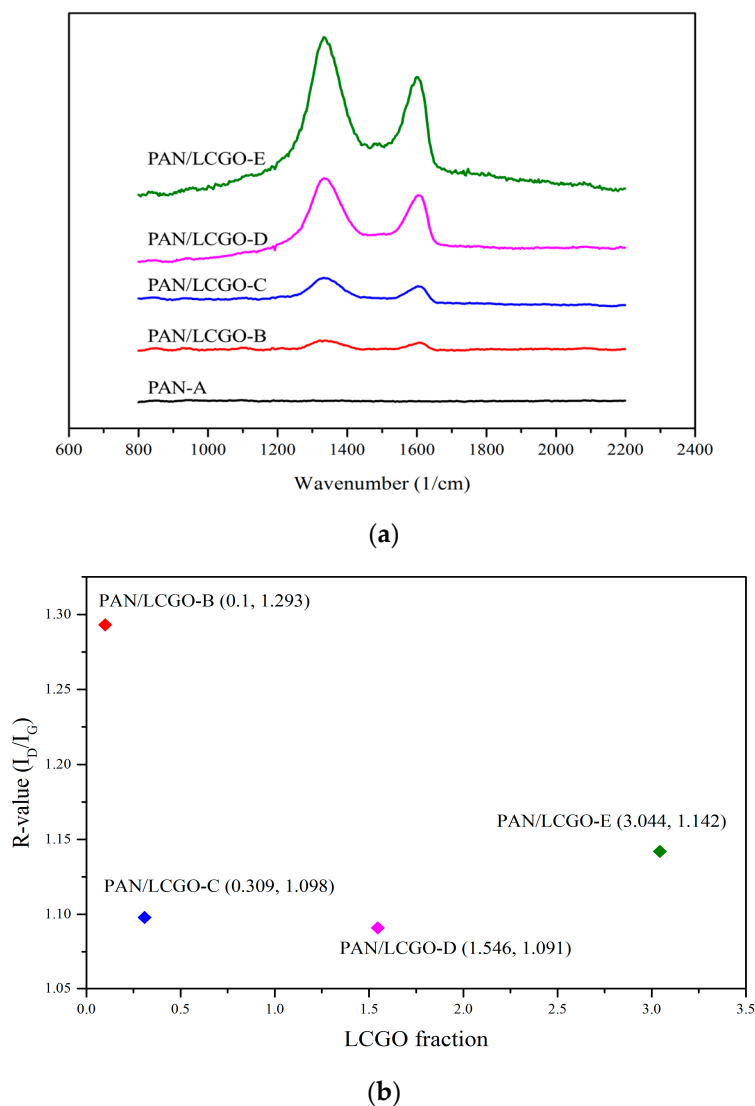 PAN/LCGO-E
PAN/LCGO-D
PAN/LCGO-C
PAN/LCGO-B
PAN-A
600 800 1000 1200 1400 1600 1800 2000 2200 2400
Wavenumber (1/cm)
(a)
PAN/LCGO-B (0.1, 1.293)
PAN/LCGO-E (3.044, 1.142)
PAN/LCGO-C (0.309, 1.098)
PAN/LCGO-D (1.546, 1.091)
R-value (I_D/I_G)
1.30
1.25
1.20
1.15
1.10
1.05
0.0 0.5 1.0 1.5 2.0 2.5 3.0 3.5
LCGO fraction
(b)